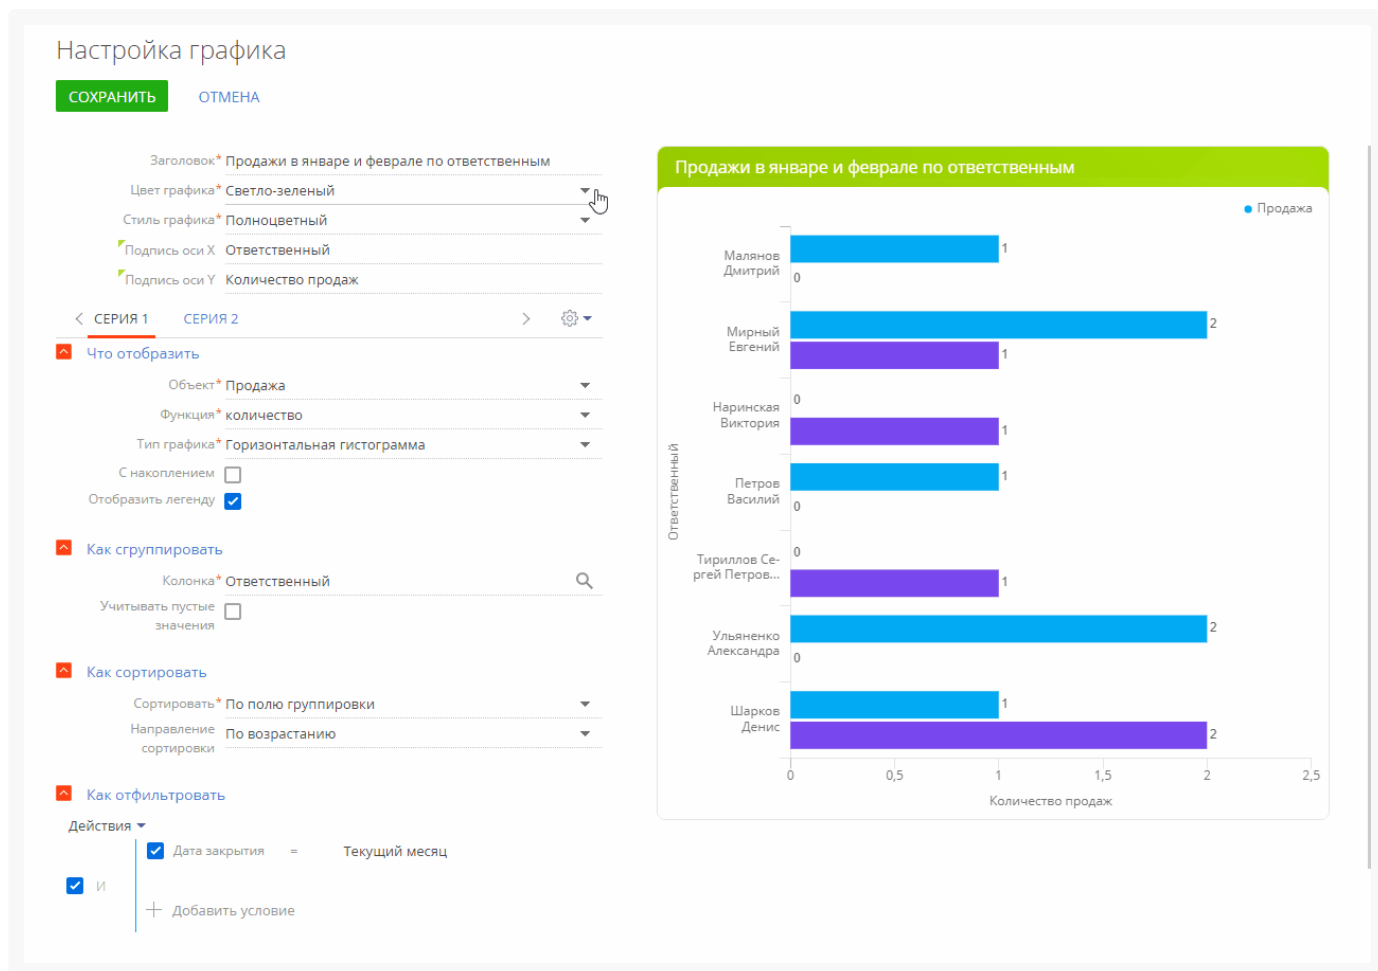 Настройка графика
СОХРАНИТЬ ОТМЕНА
Заголовок* Продажи в январе и феврале по ответственным
Цвет графика* Светло-зеленый
Стиль графика* Полноцветный
Подпись оси X Ответственный
Подпись оси Y Количество продаж
СЕРИЯ 1 СЕРИЯ 2
Что отобразить
Объект* Продажа
Функция* количество
Тип графика* Горизонтальная гистограмма
С накоплением
Отобразить легенду
Как сгруппировать
Колонка* Ответственный
Учитывать пустые
значения
Как сортировать
Сортировать* По полю группировки
Направление
сортировки
По возрастанию
Как отфильтровать
Действия
Дата закрытия = Текущий месяц
И
Добавить условие
Продажи в январе и феврале по ответственным
Продажа
Ответственный
Малянов
Дмитрий
1
0
Мирный
Евгений
2
1
Наринская
Виктория
0
1
Петров
Василий
1
0
Тириллов Се-
ргей Петров...
0
1
Ульяненко
Александра
2
0
Шарков
Денис
1
2
0 0,5 1 1,5 2 2,5
Количество продаж